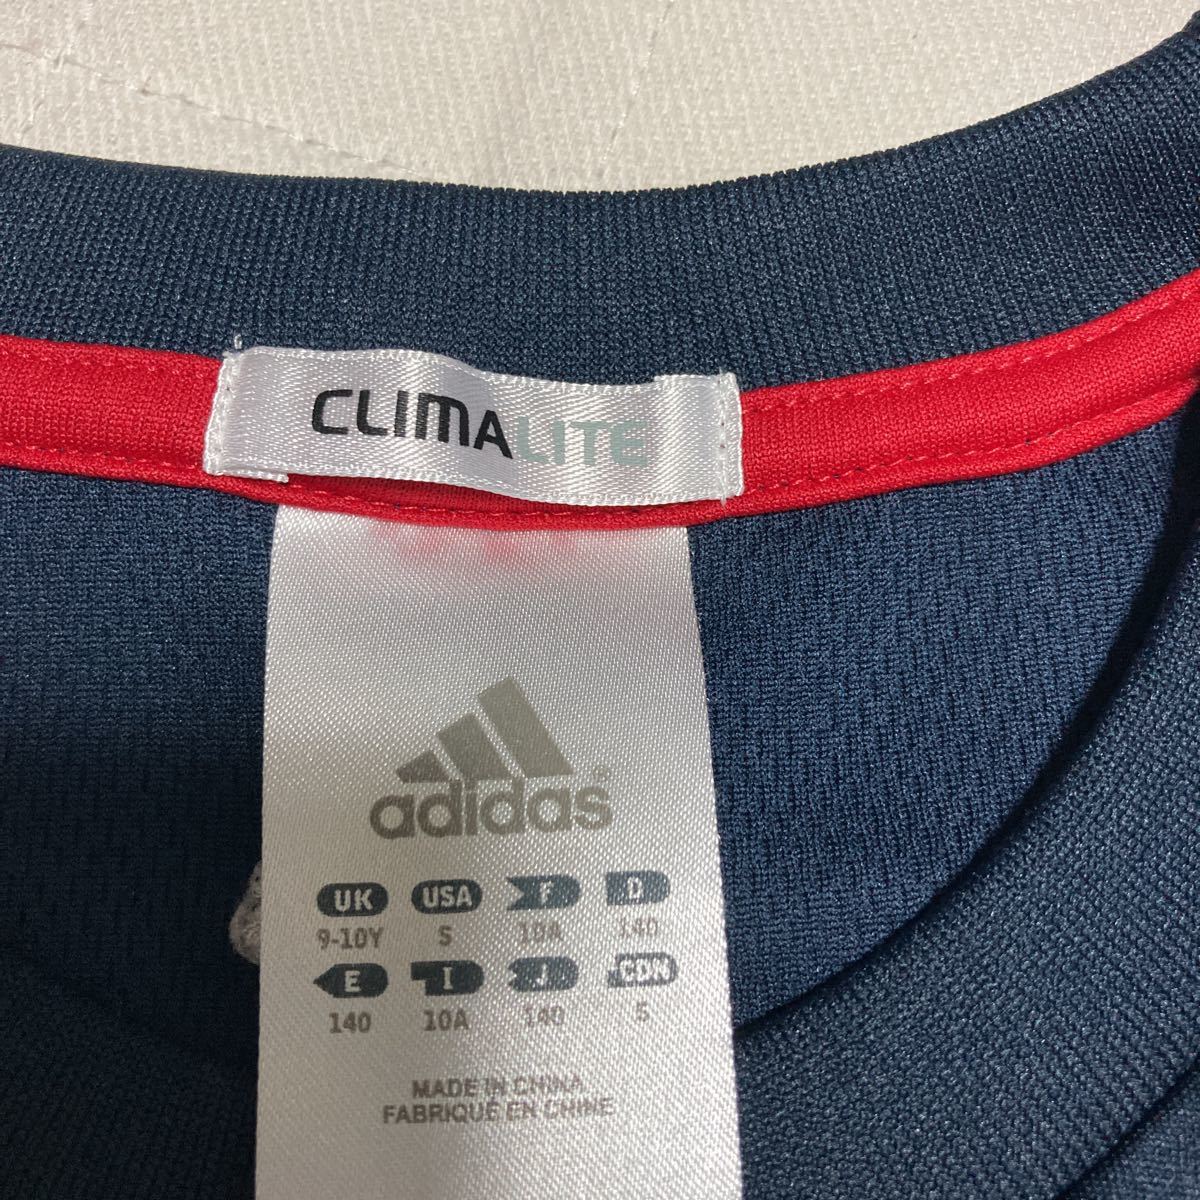 CLIMALITE
adidas
UK USA F D
9-10Y S 10A 140
E I J CDN
140 10A 140 S
MADE IN CHINA
FABRIQUÉ EN CHINE